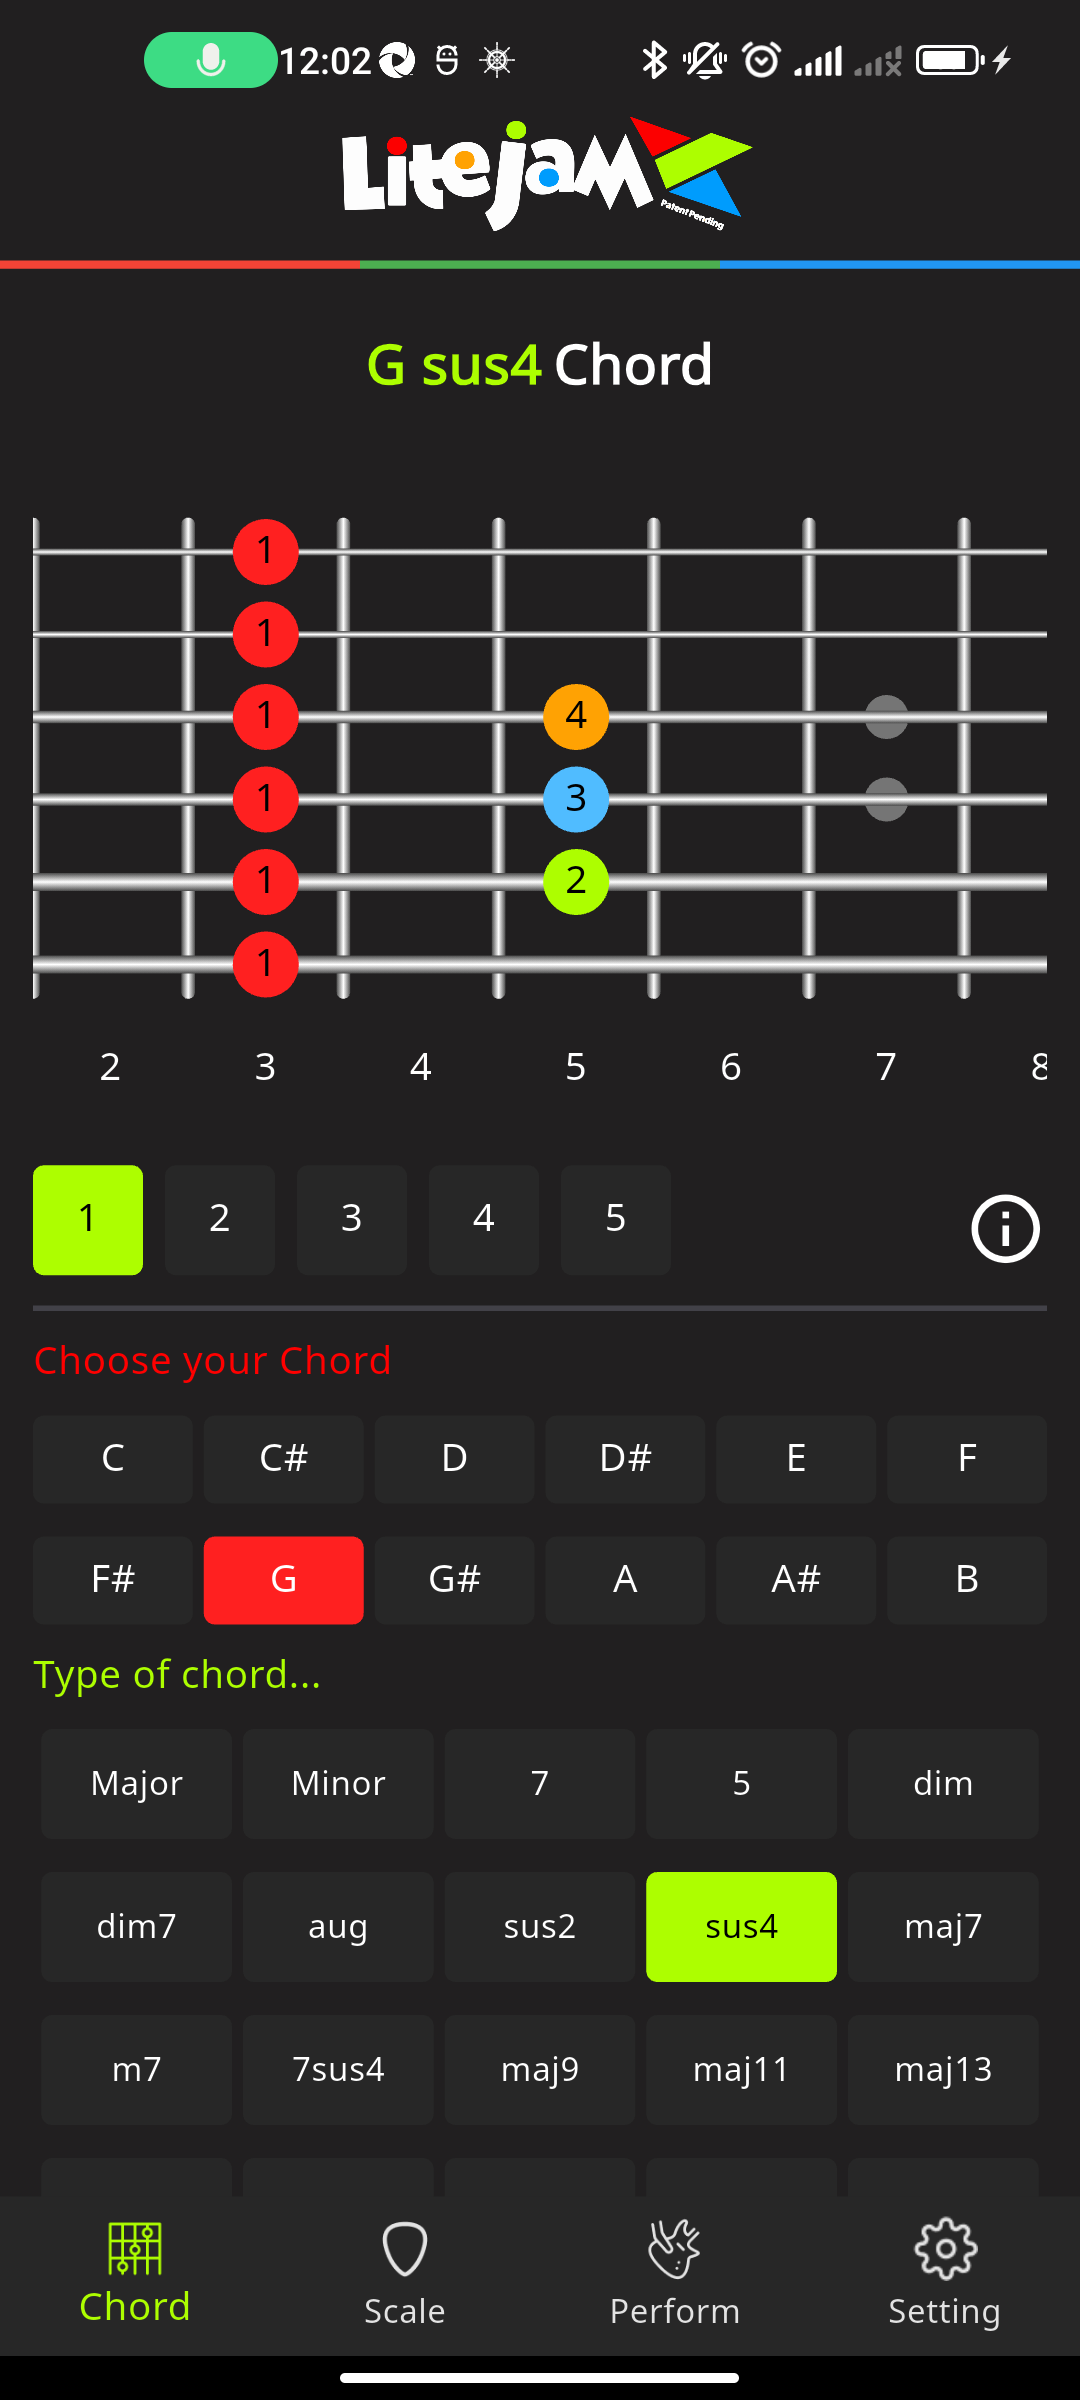 12:02
Litejam
Patent Pending
G sus4 Chord
1
1
1 4
1 3
1 2
1
2 3 4 5 6 7 8
1 2 3 4 5
Choose your Chord
C C# D D# E F
F# G G# A A# B
Type of chord...
Major Minor 7 5 dim
dim7 aug sus2 sus4 maj7
m7 7sus4 maj9 maj11 maj13
Chord Scale Perform Setting